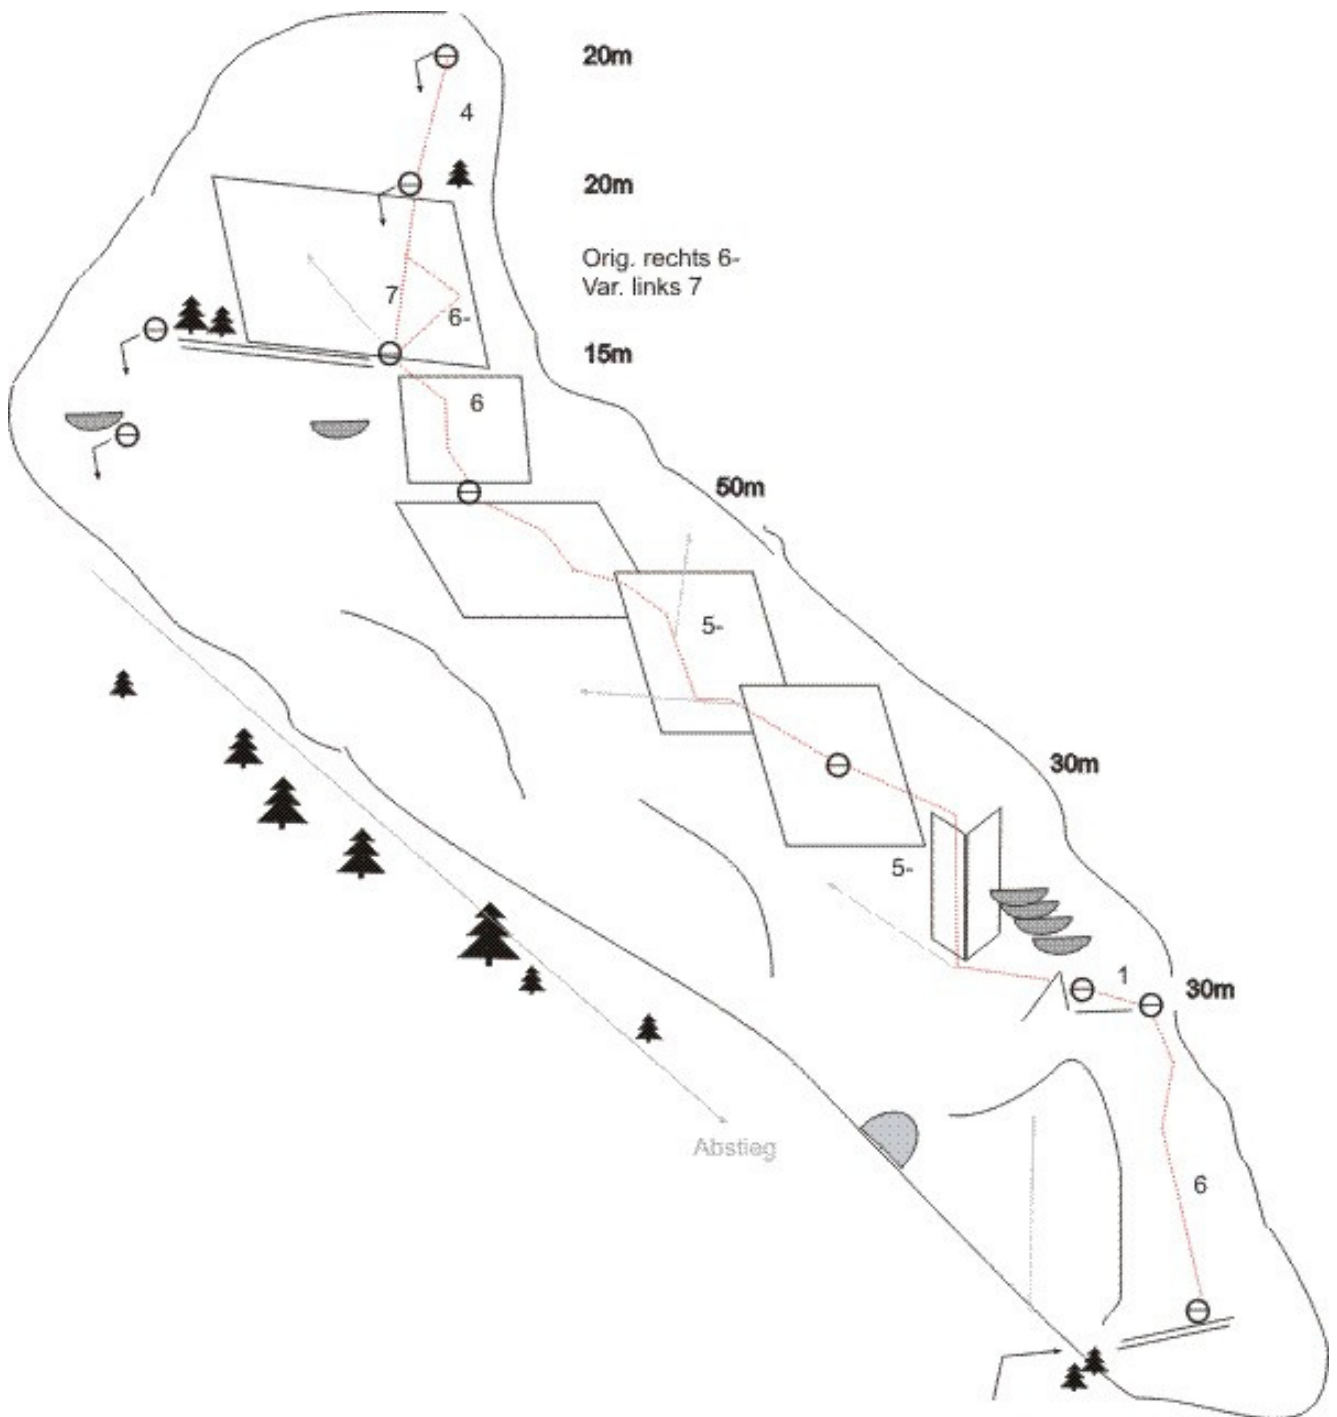 20m
4
20m
Orig. rechts 6-
Var. links 7
7
6-
15m
6
50m
5-
30m
5-
1
30m
Abstieg
6